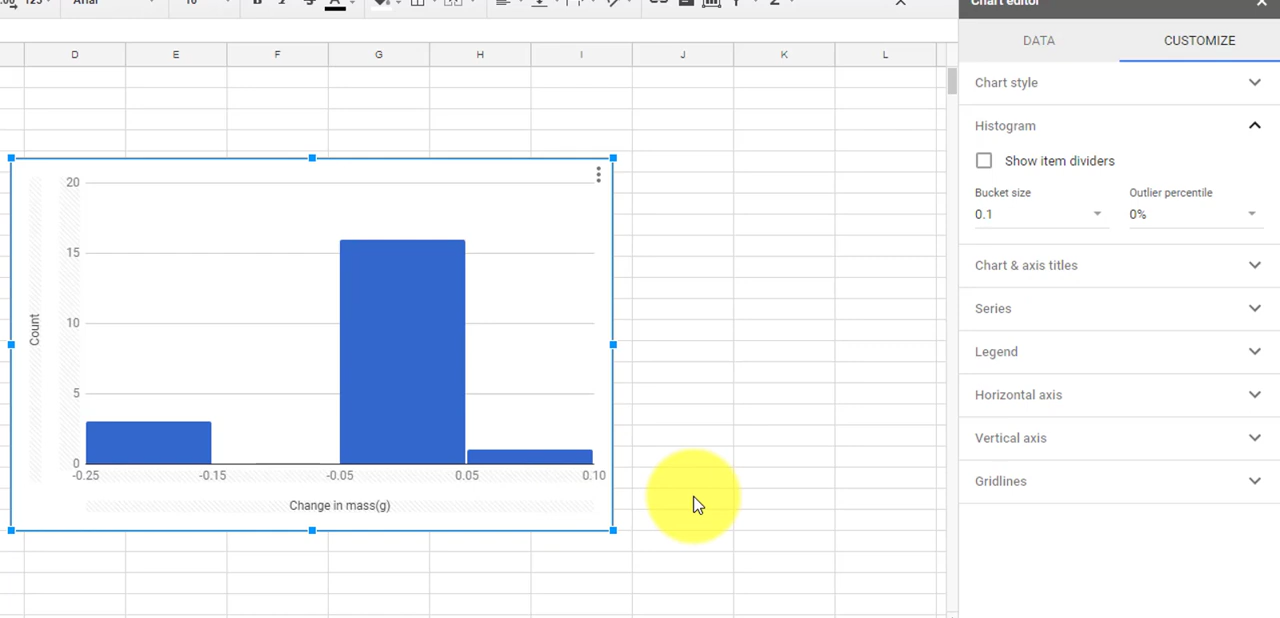 .00 123 Arial 10 B I S A
Chart editor
D E F G H I J K L
DATA CUSTOMIZE
Chart style
Histogram
Show item dividers
Bucket size Outlier percentile
0.1 0%
Chart & axis titles
Series
Legend
Horizontal axis
Vertical axis
Gridlines
20
15
10
5
0
Count
-0.25 -0.15 -0.05 0.05 0.10
Change in mass(g)